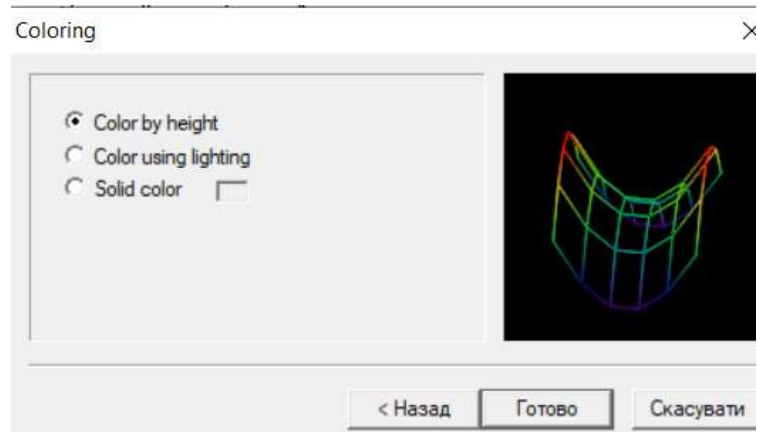 Coloring
Color by height
Color using lighting
Solid color
< Назад Готово Скасувати